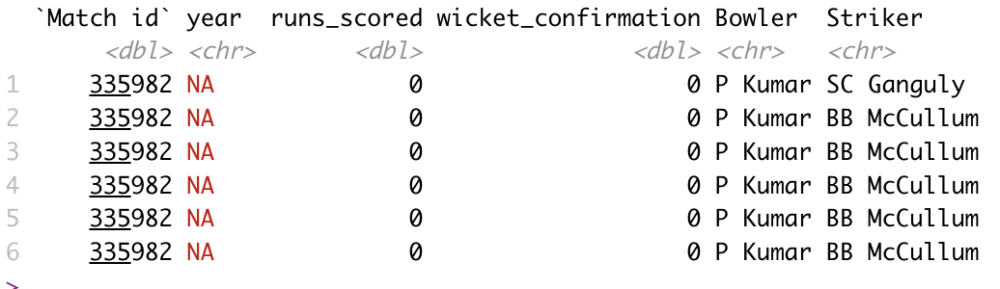 `Match id` year runs_scored wicket_confirmation Bowler Striker
<dbl> <chr> <dbl> <dbl> <chr> <chr>
1 335982 NA 0 0 P Kumar SC Ganguly
2 335982 NA 0 0 P Kumar BB McCullum
3 335982 NA 0 0 P Kumar BB McCullum
4 335982 NA 0 0 P Kumar BB McCullum
5 335982 NA 0 0 P Kumar BB McCullum
6 335982 NA 0 0 P Kumar BB McCullum
>